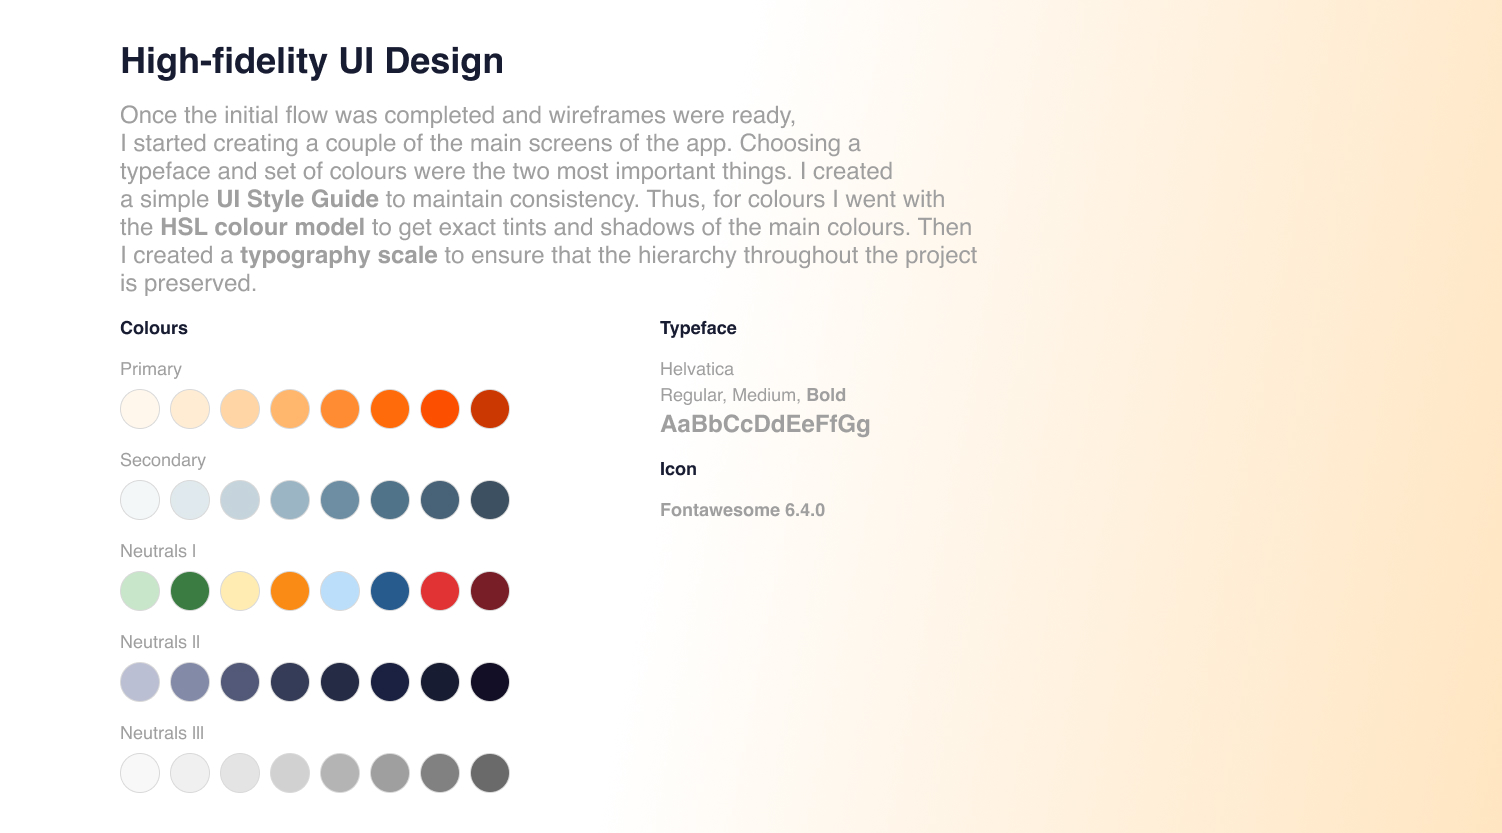 High-fidelity UI Design
Once the initial flow was completed and wireframes were ready,
I started creating a couple of the main screens of the app. Choosing a
typeface and set of colours were the two most important things. I created
a simple UI Style Guide to maintain consistency. Thus, for colours I went with
the HSL colour model to get exact tints and shadows of the main colours. Then
I created a typography scale to ensure that the hierarchy throughout the project
is preserved.
Colours
Primary
Secondary
Neutrals I
Neutrals II
Neutrals III
Typeface
Helvatica
Regular, Medium, Bold
AaBbCcDdEeFfGg
Icon
Fontawesome 6.4.0